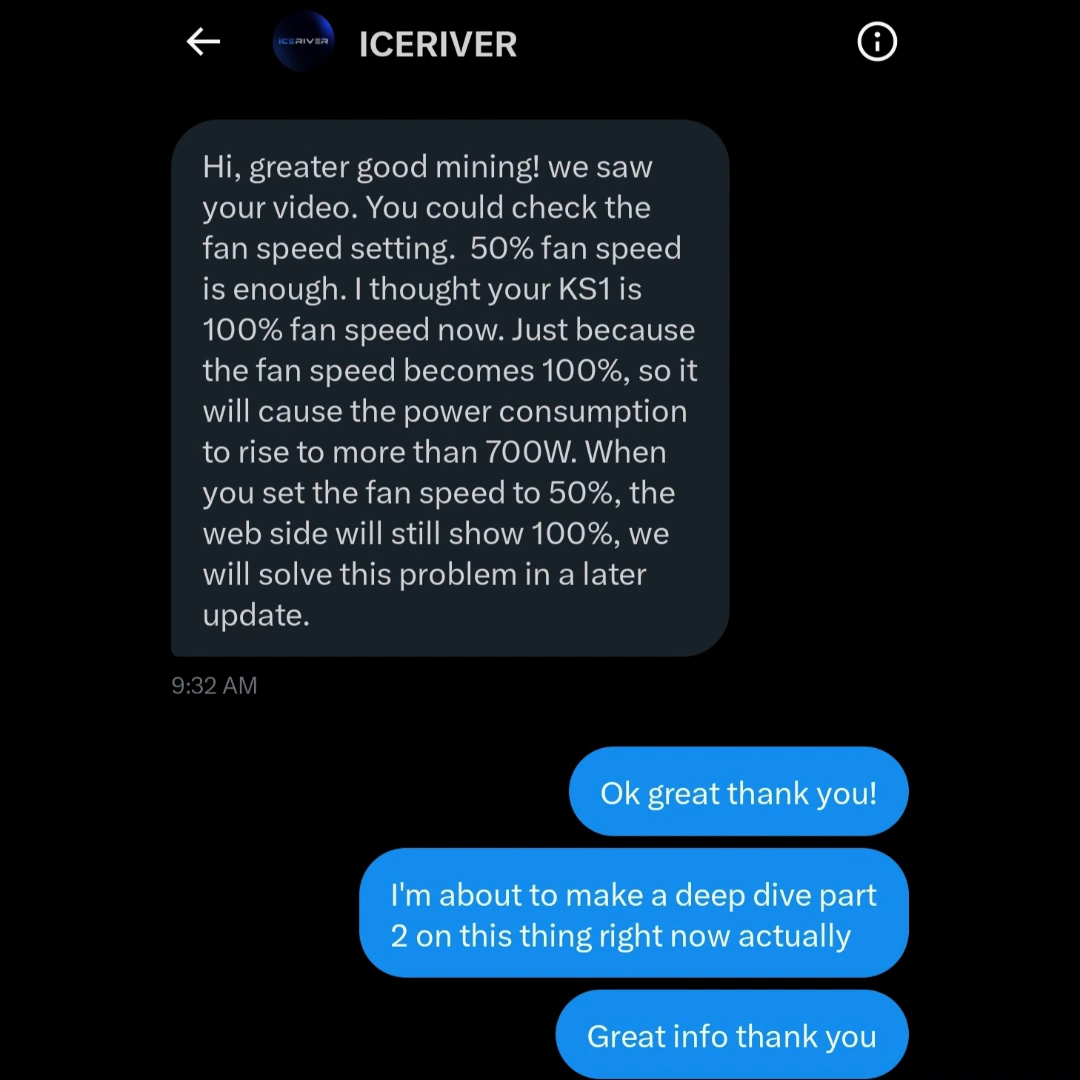 ICERIVER
ICERIVER
Hi, greater good mining! we saw
your video. You could check the
fan speed setting.  50% fan speed
is enough. I thought your KS1 is
100% fan speed now. Just because
the fan speed becomes 100%, so it
will cause the power consumption
to rise to more than 700W. When
you set the fan speed to 50%, the
web side will still show 100%, we
will solve this problem in a later
update.
9:32 AM
Ok great thank you!
I'm about to make a deep dive part
2 on this thing right now actually
Great info thank you